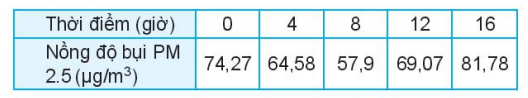 Thời điểm (giờ) 0 4 8 12 16
Nồng độ bụi PM
2.5 (µg/m³) 74,27 64,58 57,9 69,07 81,78